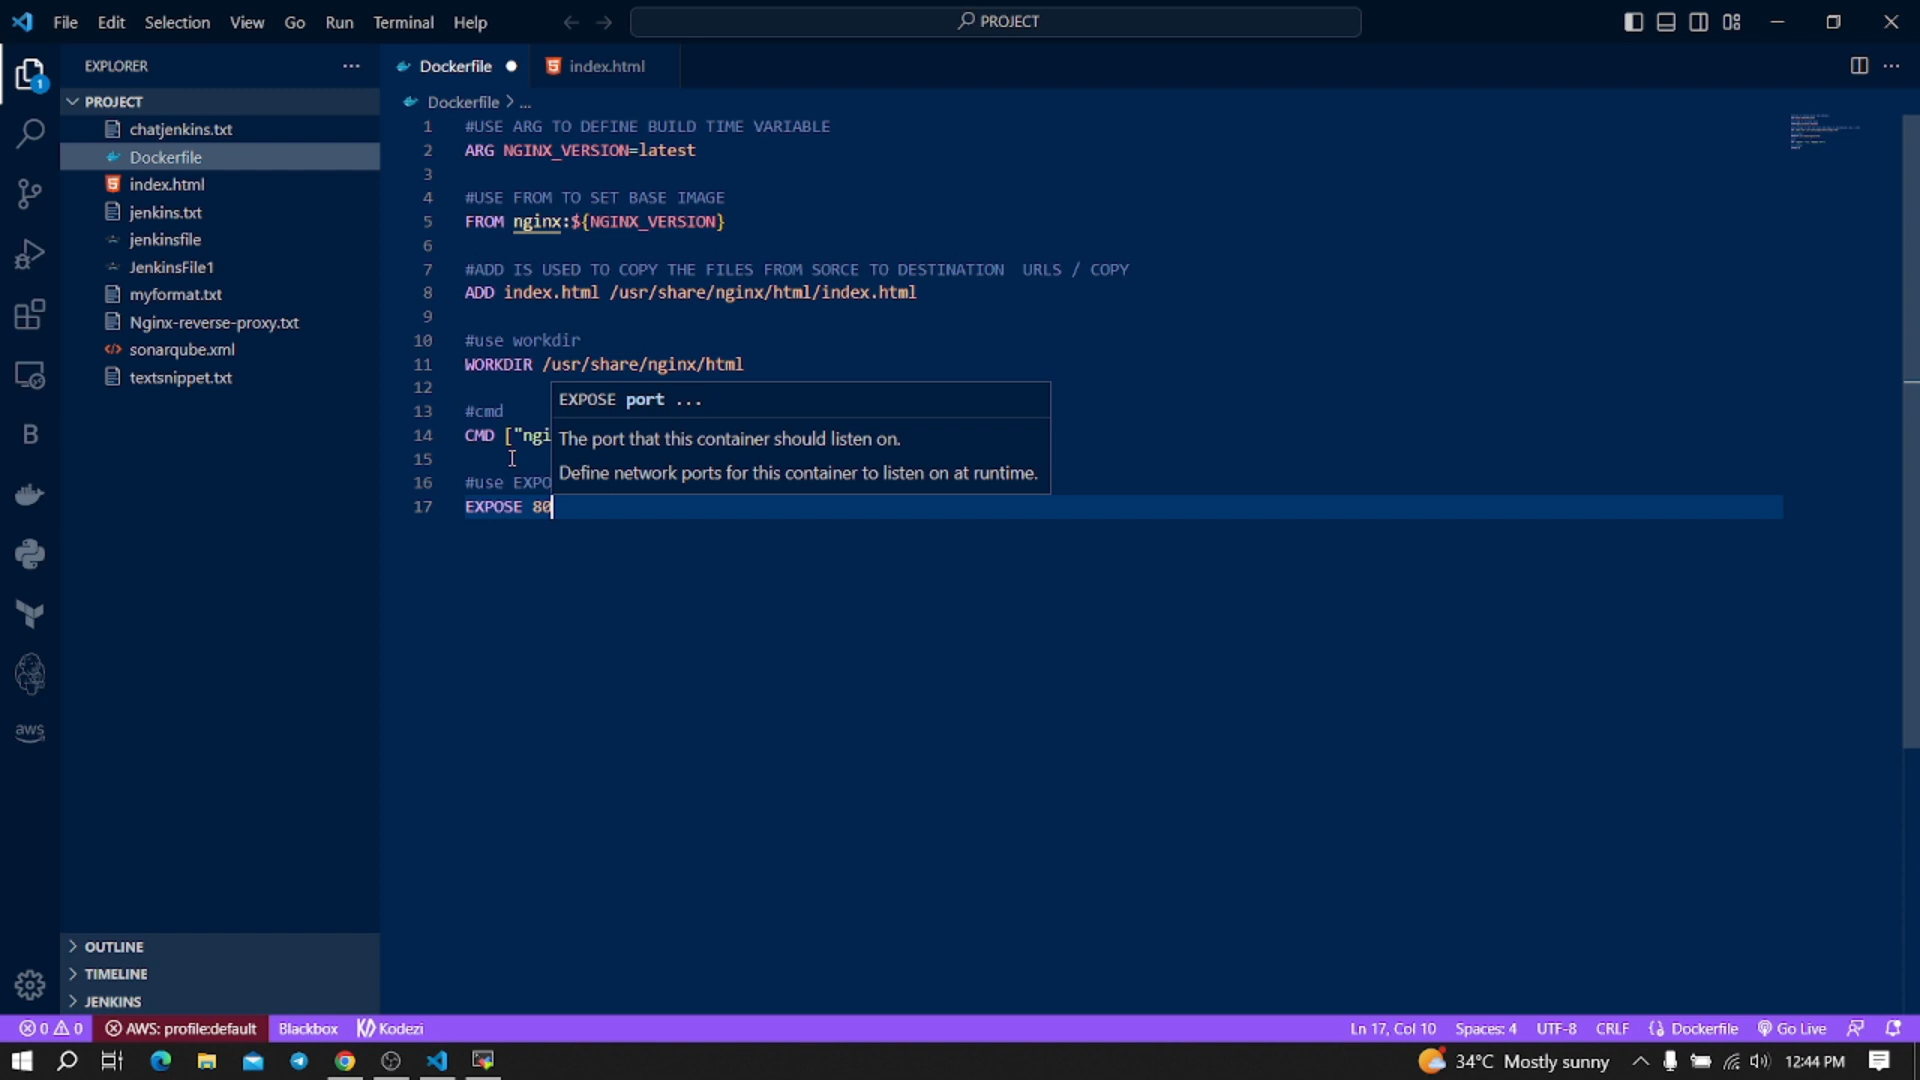 File Edit Selection View Go Run Terminal Help
PROJECT
EXPLORER
PROJECT
chatjenkins.txt
Dockerfile
index.html
jenkins.txt
jenkinsfile
JenkinsFile1
myformat.txt
Nginx-reverse-proxy.txt
sonarqube.xml
textsnippet.txt
OUTLINE
TIMELINE
JENKINS
1
B
aws
Dockerfile index.html
Dockerfile > ...
1 #USE ARG TO DEFINE BUILD TIME VARIABLE
2 ARG NGINX_VERSION=latest
3
4 #USE FROM TO SET BASE IMAGE
5 FROM nginx:${NGINX_VERSION}
6
7 #ADD IS USED TO COPY THE FILES FROM SORCE TO DESTINATION  URLS / COPY
8 ADD index.html /usr/share/nginx/html/index.html
9
10 #use workdir
11 WORKDIR /usr/share/nginx/html
12
13 #cmd
14 CMD ["ngi
15
16 #use EXPO
17 EXPOSE 80
EXPOSE port ...
The port that this container should listen on.
Define network ports for this container to listen on at runtime.
0 0 AWS: profile:default Blackbox Kodezi Ln 17, Col 10 Spaces: 4 UTF-8 CRLF Dockerfile Go Live
34°C Mostly sunny 12:44 PM